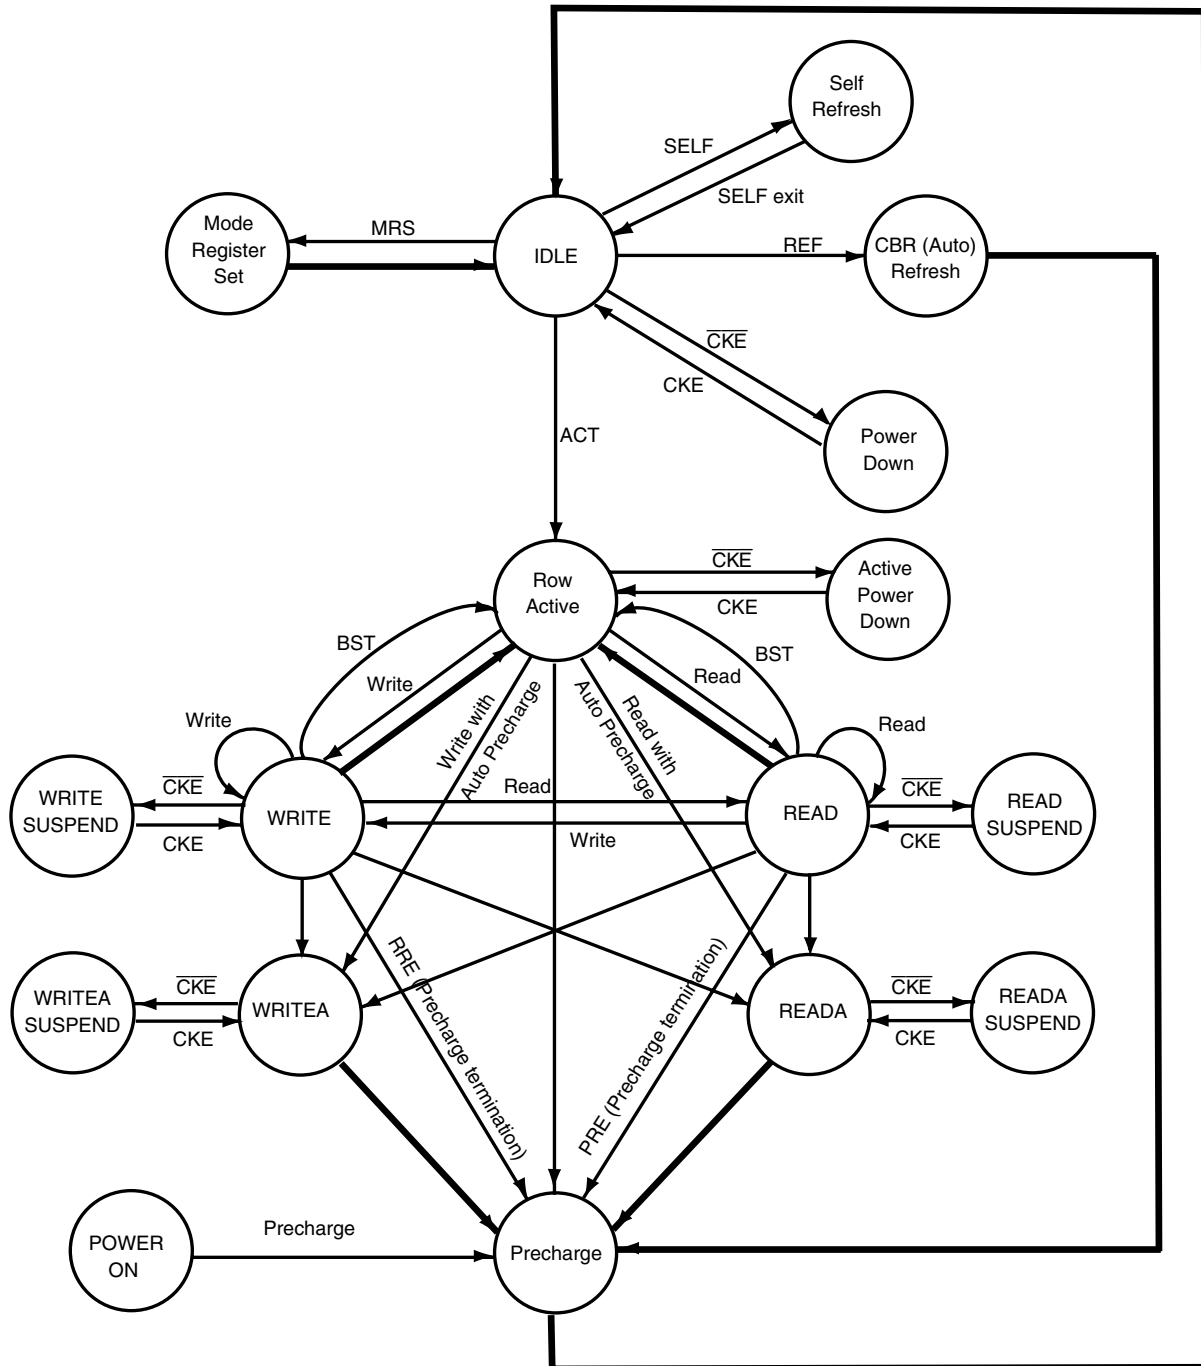 Self
Refresh
SELF
SELF exit
Mode
Register
Set
MRS
IDLE
REF
CBR (Auto)
Refresh
CKE
CKE
Power
Down
ACT
Row
Active
CKE
CKE
Active
Power
Down
BST
BST
Write
Read
Write with
Auto Precharge
Read with
Auto Precharge
Write
Read
WRITE
SUSPEND
CKE
CKE
WRITE
Read
Write
READ
CKE
CKE
READ
SUSPEND
RRE (Precharge termination)
PRE (Precharge termination)
WRITEA
SUSPEND
CKE
CKE
WRITEA
READA
CKE
CKE
READA
SUSPEND
POWER
ON
Precharge
Precharge